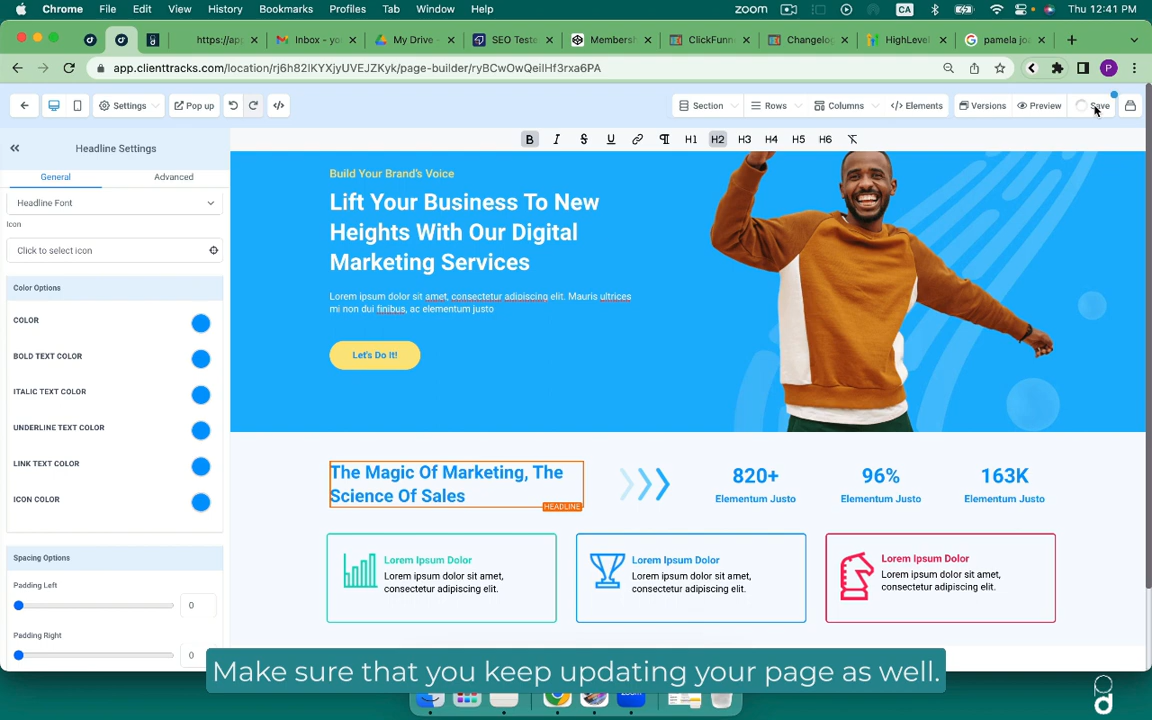 Chrome File Edit View History Bookmarks Profiles Tab Window Help zoom CA Thu 12:41 PM
https://app Inbox - yo My Drive - SEO Teste Membersh ClickFunn Changelog HighLevel pamela jo
app.clienttracks.com/location/rj6h82lKYXjyUVEJZKyk/page-builder/ryBCwOwQeilHf3rxa6PA P
Settings Pop up Section Rows Columns Elements Versions Preview Save
B I S U H1 H2 H3 H4 H5 H6
Headline Settings
General Advanced
Headline Font
Icon
Click to select icon
Color Options
COLOR
BOLD TEXT COLOR
ITALIC TEXT COLOR
UNDERLINE TEXT COLOR
LINK TEXT COLOR
ICON COLOR
Spacing Options
Padding Left
0
Padding Right
0
Build Your Brand's Voice
Lift Your Business To New
Heights With Our Digital
Marketing Services
Lorem ipsum dolor sit amet, consectetur adipiscing elit. Mauris ultrices
mi non dui finibus, ac elementum justo
Let's Do It!
The Magic Of Marketing, The
Science Of Sales
HEADLINE
820+ 96% 163K
Elementum Justo Elementum Justo Elementum Justo
Lorem Ipsum Dolor
Lorem ipsum dolor sit amet,
consectetur adipiscing elit.
Lorem Ipsum Dolor
Lorem ipsum dolor sit amet,
consectetur adipiscing elit.
Lorem Ipsum Dolor
Lorem ipsum dolor sit amet,
consectetur adipiscing elit.
Make sure that you keep updating your page as well.
zoom